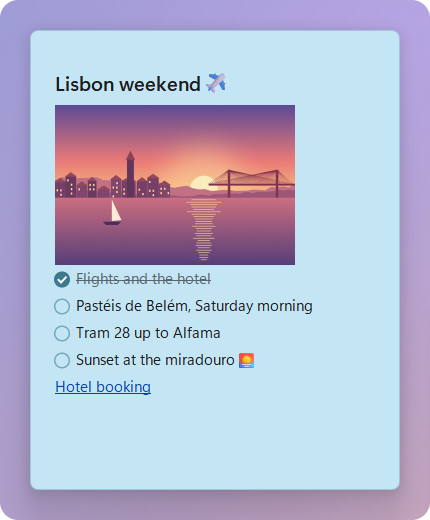 Lisbon weekend ✈️
Flights and the hotel
Pastéis de Belém, Saturday morning
Tram 28 up to Alfama
Sunset at the miradouro 🌅
Hotel booking